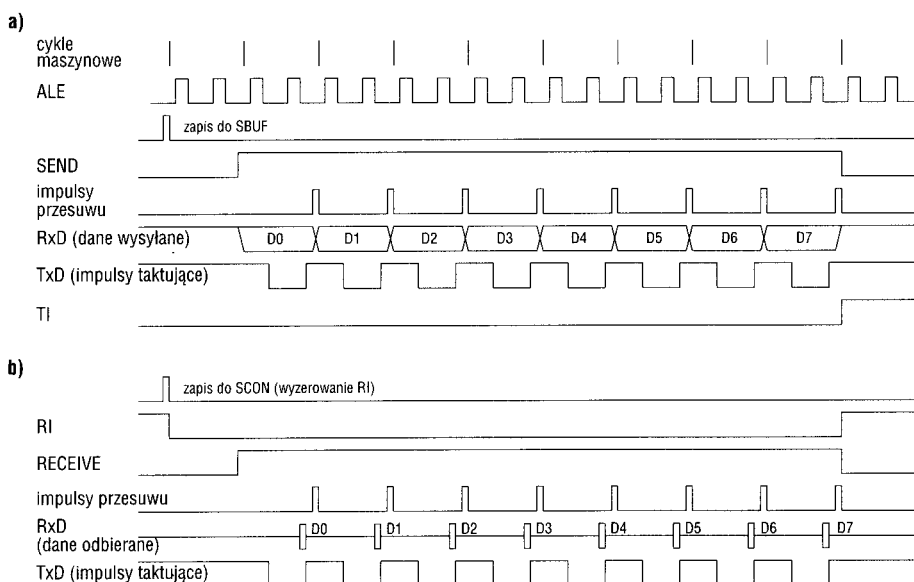 a)
cykle
maszynowe
ALE
zapis do SBUF
SEND
impulsy
przesuwu
RxD (dane wysyłane)
D0 D1 D2 D3 D4 D5 D6 D7
TxD (impulsy taktujące)
TI
b)
zapis do SCON (wyzerowanie RI)
RI
RECEIVE
impulsy przesuwu
RxD
(dane odbierane)
D0 D1 D2 D3 D4 D5 D6 D7
TxD (impulsy taktujące)